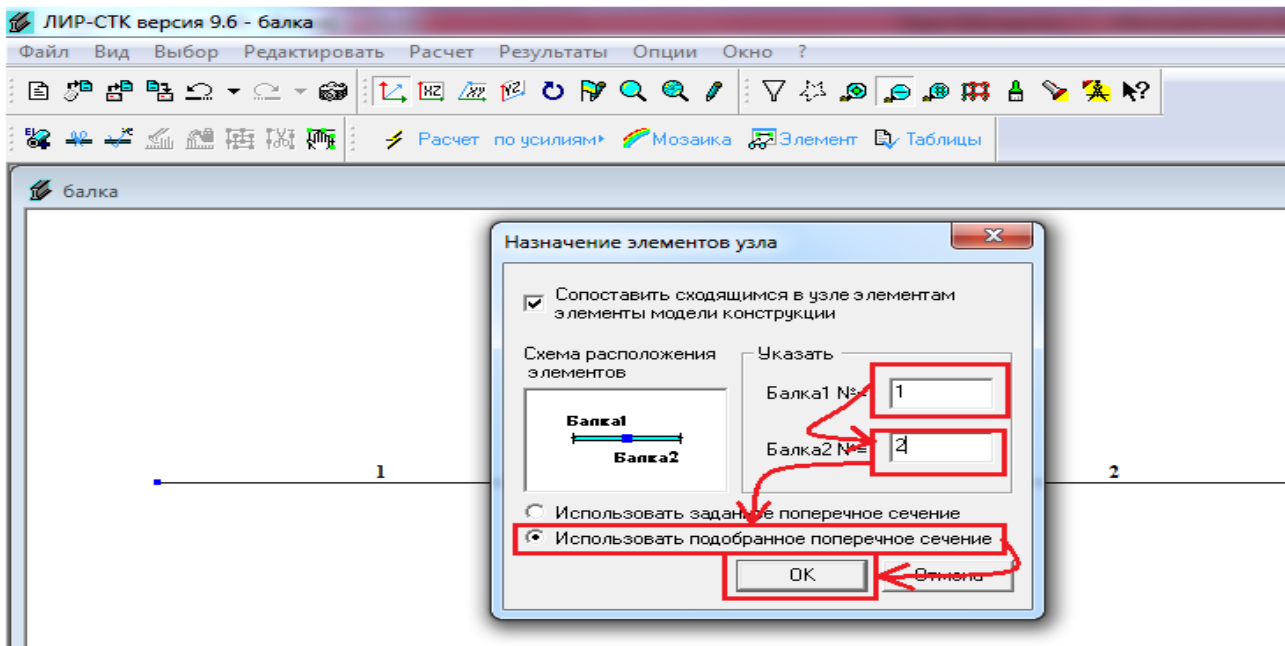 ЛИР-СТК версия 9.6 - балка
Файл Вид Выбор Редактировать Расчет Результаты Опции Окно ?
Расчет по усилиям Мозаика Элемент Таблицы
балка
Назначение элементов узла
Сопоставить сходящимся в узле элементам
элементы модели конструкции
Схема расположения
элементов
Указать
Балка1 №= 1
Балка1
Балка2
Балка2 №= 2
1
2
Использовать заданное поперечное сечение
Использовать подобранное поперечное сечение
OK
Отмена